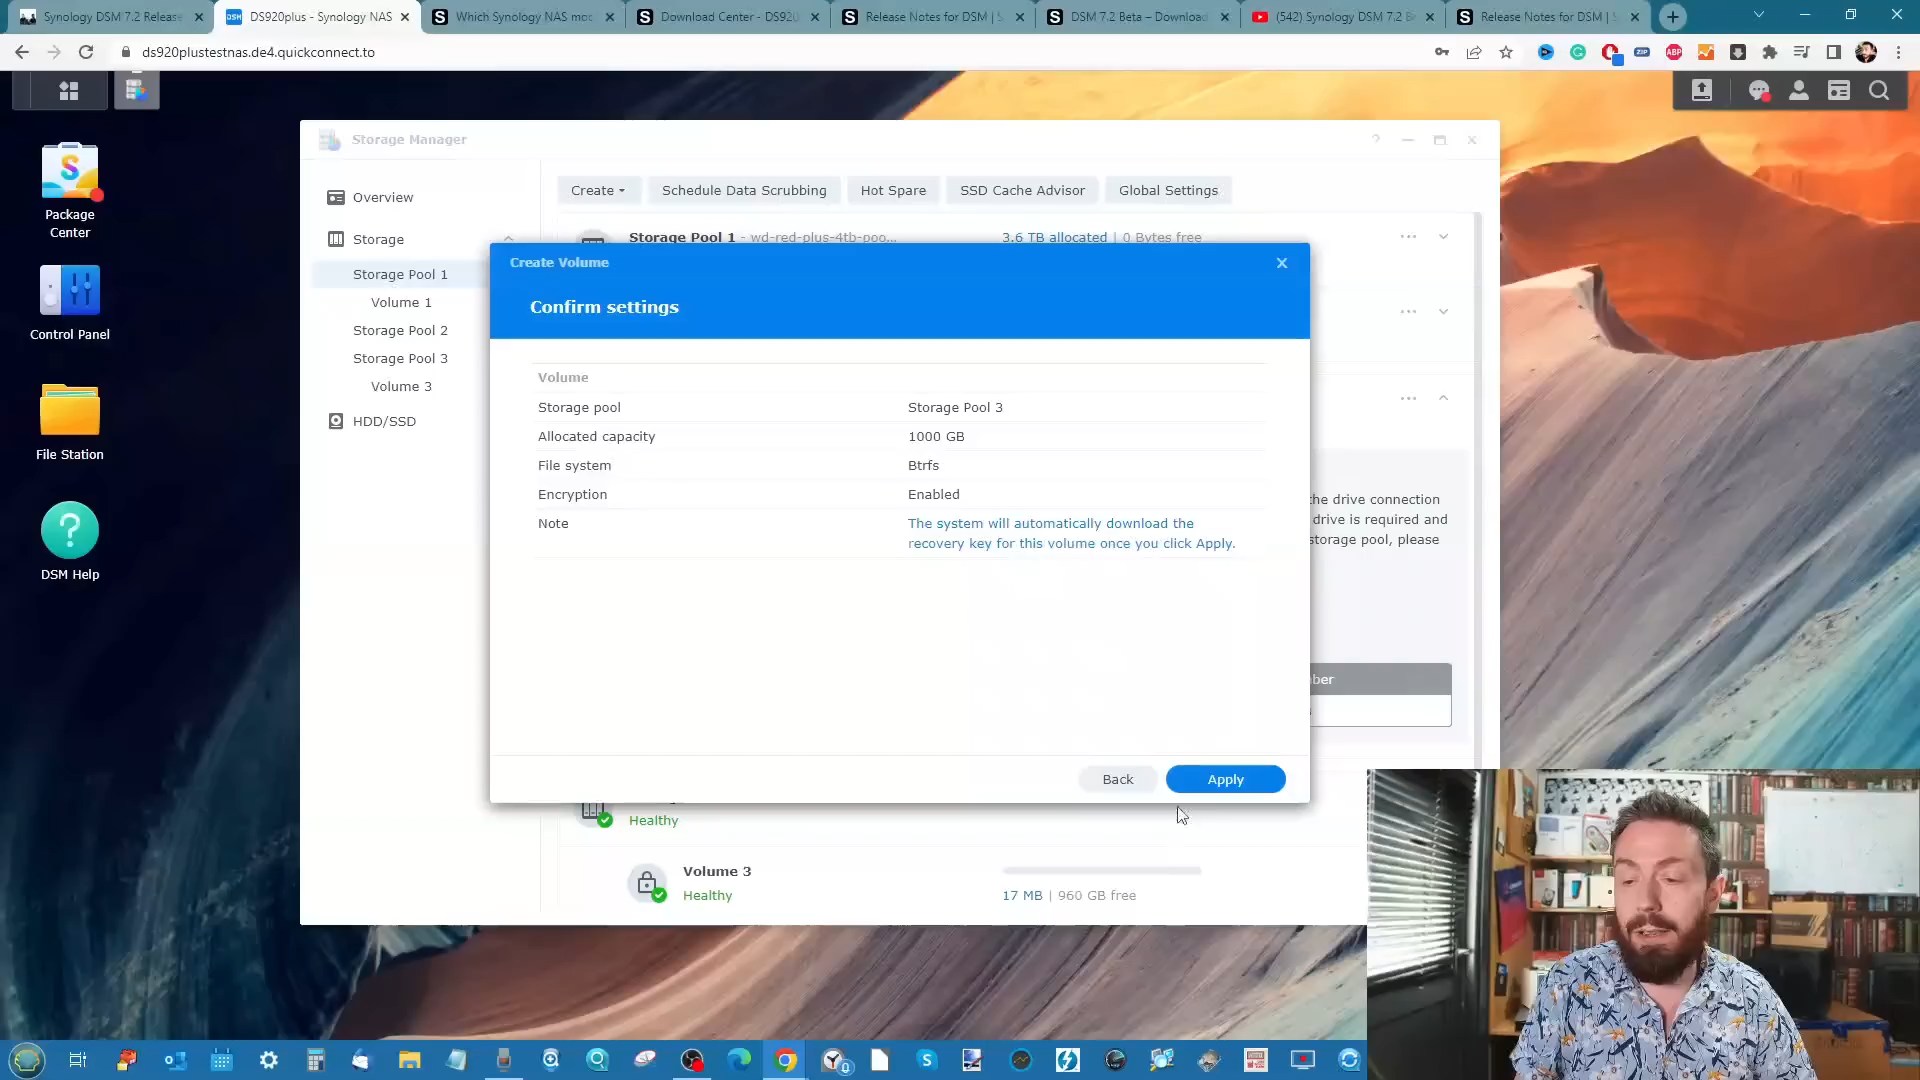 Synology DSM 7.2 Release
DS920plus - Synology NAS
Which Synology NAS mod
Download Center - DS920
Release Notes for DSM | S
DSM 7.2 Beta – Download
(542) Synology DSM 7.2 Be
Release Notes for DSM | S
ds920plustestnas.de4.quickconnect.to
Package
Center
Control Panel
File Station
DSM Help
Storage Manager
Overview
Storage
Storage Pool 1
Volume 1
Storage Pool 2
Storage Pool 3
Volume 3
HDD/SSD
Create
Schedule Data Scrubbing
Hot Spare
SSD Cache Advisor
Global Settings
Storage Pool 1 - wd-red-plus-4tb-poo...
3.6 TB allocated | 0 Bytes free
Create Volume
Confirm settings
Volume
Storage pool Storage Pool 3
Allocated capacity 1000 GB
File system Btrfs
Encryption Enabled
Note The system will automatically download the
recovery key for this volume once you click Apply.
the drive connection
drive is required and
storage pool, please
ber
Back
Apply
Healthy
Volume 3
Healthy
17 MB | 960 GB free